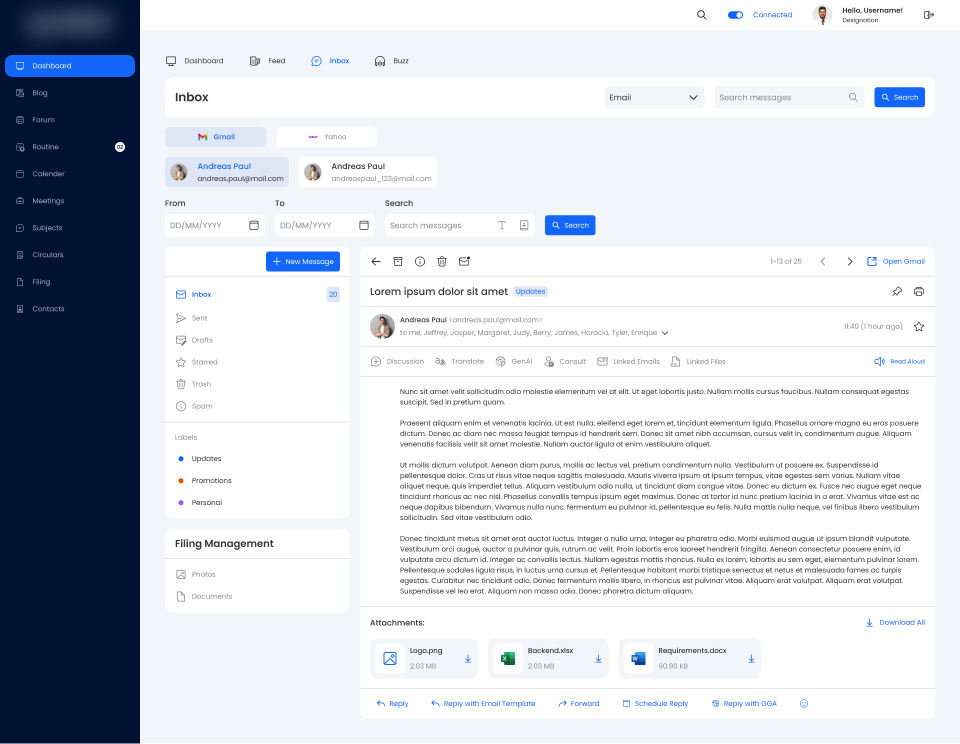 Connected
Hello, Username!
Designation
Dashboard
Blog
Forum
Routine 02
Calender
Meetings
Subjects
Circulars
Filing
Contacts
Dashboard Feed Inbox Buzz
Inbox
Email
Search messages
Search
Gmail
yahoo! Yahoo
Andreas Paul
andreas.paul@mail.com
Andreas Paul
andreaspaul_123@mail.com
From To Search
DD/MM/YYYY DD/MM/YYYY Search messages Search
New Message
Inbox 20
Sent
Drafts
Starred
Trash
Spam
Labels
Updates
Promotions
Personal
Filing Management
Photos
Documents
1-13 of 25 Open Gmail
Lorem ipsum dolor sit amet Updates
Andreas Paul <andreas.paul@mail.com>
to me, Jeffrey, Jasper, Margaret, Judy, Berry, James, Horacio, Tyler, Enrique
11:40 (1 hour ago)
Discussion Translate GenAI Consult Linked Emails Linked Files Read Aloud
Nunc sit amet velit sollicitudin odio molestie elementum vel at elit. Ut eget lobortis justo. Nullam mollis cursus faucibus. Nullam consequat egestas
suscipit. Sed in pretium quam.
Praesent aliquam enim et venenatis lacinia. Ut est nulla, eleifend eget lorem et, tincidunt elementum ligula. Phasellus ornare magna eu eros posuere
dictum. Donec ac diam nec massa feugiat tempus id hendrerit sem. Donec sit amet nibh accumsan, cursus velit in, condimentum augue. Aliquam
venenatis facilisis velit sit amet molestie. Nullam auctor ligula at enim vestibulum aliquet.
Ut mollis dictum volutpat. Aenean diam purus, mollis ac lectus vel, pretium condimentum nulla. Vestibulum ut posuere ex. Suspendisse id
pellentesque dolor. Cras ut risus vitae neque sagittis malesuada. Mauris viverra ipsum at ipsum tempus, vitae egestas sem varius. Nullam vitae
aliquet neque, quis imperdiet tellus. Aliquam vestibulum odio nulla, ut tincidunt diam congue vitae. Donec eu dictum ex. Fusce nec augue eget neque
tincidunt rhoncus ac nec nisl. Phasellus convallis tempus ipsum eget maximus. Donec at tortor id nunc pretium lacinia in a erat. Vivamus vitae est ac
neque dapibus bibendum. Vivamus nulla nunc, fermentum eu pulvinar id, pellentesque eu felis. Nulla mattis nulla neque, vel finibus libero vestibulum
sollicitudin. Sed vitae vestibulum odio.
Donec tincidunt metus sit amet erat auctor luctus. Integer a nulla urna. Integer eu pharetra odio. Morbi euismod augue ut ipsum blandit vulputate.
Vestibulum orci augue, auctor a pulvinar quis, rutrum ac velit. Proin lobortis eros laoreet hendrerit fringilla. Aenean consectetur posuere enim, id
vulputate arcu dictum id. Integer ac convallis lectus. Nullam egestas mattis rhoncus. Nulla ex lorem, lobortis eu sem eget, elementum pulvinar lorem.
Pellentesque sodales ligula risus, in luctus urna cursus et. Pellentesque habitant morbi tristique senectus et netus et malesuada fames ac turpis
egestas. Curabitur nec tincidunt odio. Donec fermentum mollis libero, in rhoncus est pulvinar vitae. Aliquam erat volutpat. Aliquam erat volutpat.
Suspendisse vel leo erat. Aliquam non massa odio. Donec pharetra dictum aliquam.
Attachments: Download All
Logo.png
2.03 MB
Backend.xlsx
2.03 MB
Requirements.docx
90.90 KB
Reply Reply with Email Template Forward Schedule Reply Reply with GGA